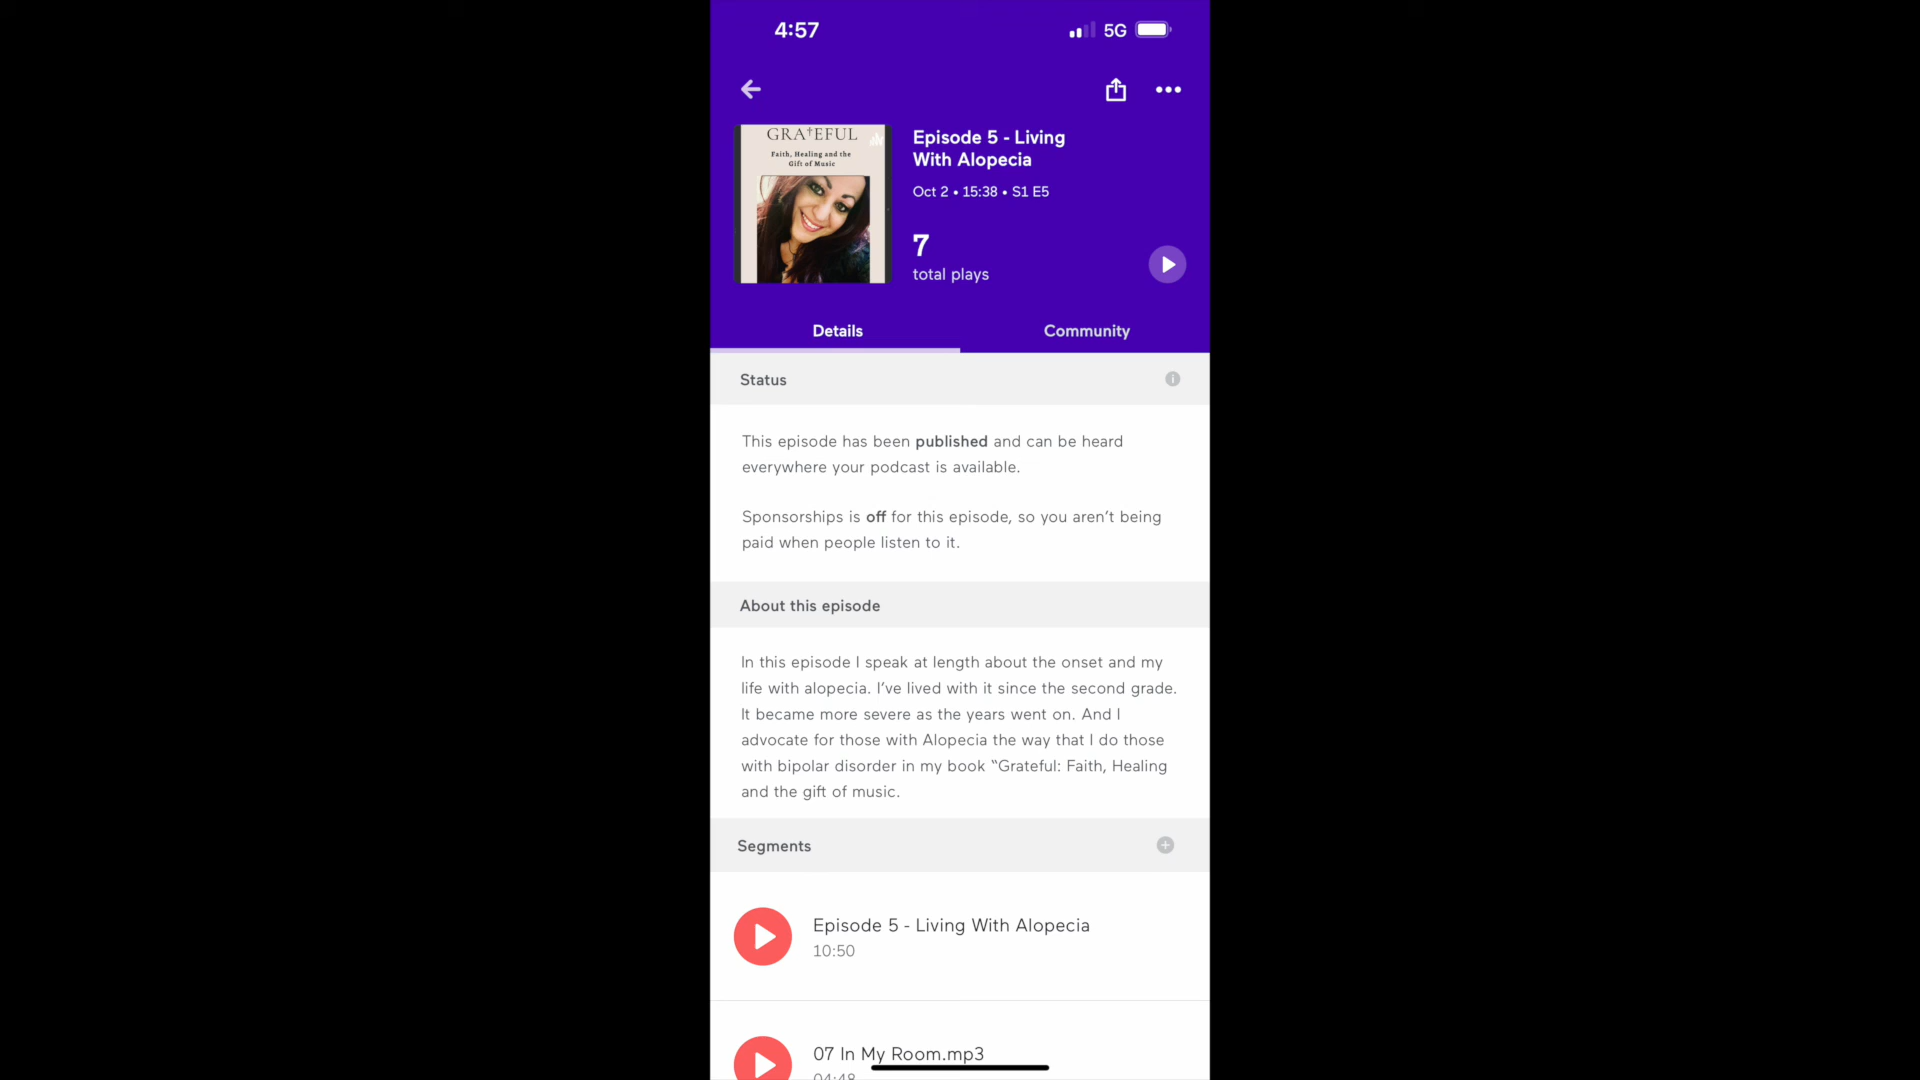 4:57
5G
GRA†EFUL
Faith, Healing and the
Gift of Music
Episode 5 - Living
With Alopecia
Oct 2 • 15:38 • S1 E5
7
total plays
Details
Community
Status
This episode has been published and can be heard
everywhere your podcast is available.
Sponsorships is off for this episode, so you aren’t being
paid when people listen to it.
About this episode
In this episode I speak at length about the onset and my
life with alopecia. I’ve lived with it since the second grade.
It became more severe as the years went on. And I
advocate for those with Alopecia the way that I do those
with bipolar disorder in my book “Grateful: Faith, Healing
and the gift of music.
Segments
Episode 5 - Living With Alopecia
10:50
07 In My Room.mp3
04:48